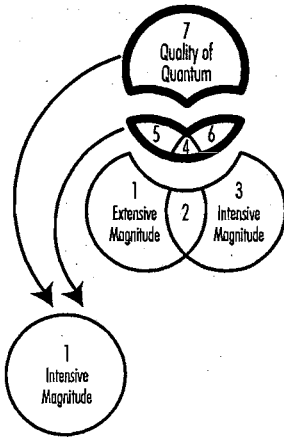 7
Quality of
Quantum
5
6
4
1
Extensive
Magnitude
2
3
Intensive
Magnitude
1
Intensive
Magnitude